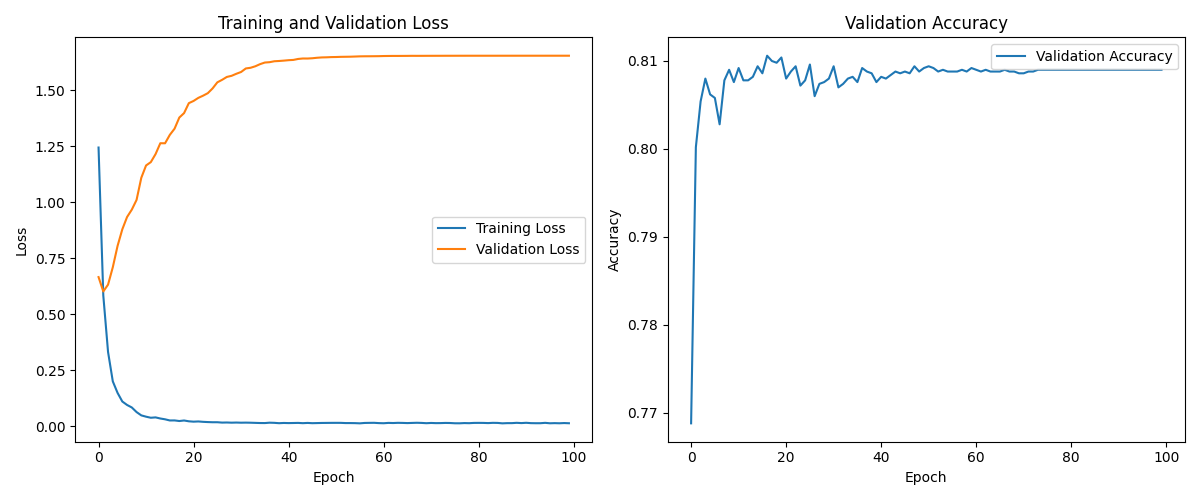 Training and Validation Loss
1.50
1.25
1.00
0.75
0.50
0.25
0.00
Loss
Training Loss
Validation Loss
0 20 40 60 80 100
Epoch
Validation Accuracy
0.81
0.80
0.79
0.78
0.77
Accuracy
Validation Accuracy
0 20 40 60 80 100
Epoch